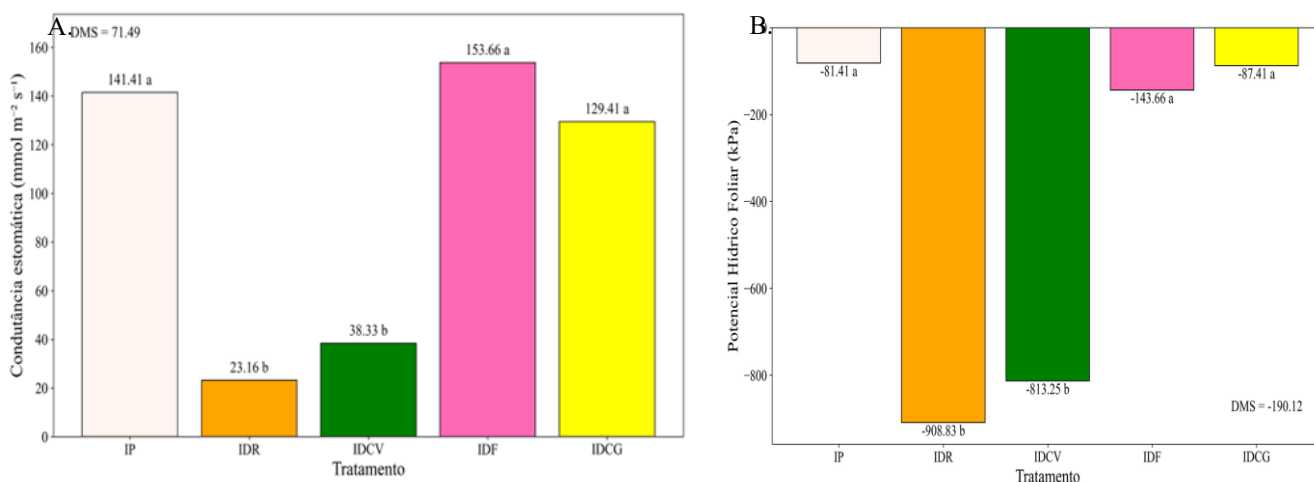 A.
DMS = 71.49
Condutância estomática (mmol m⁻² s⁻¹)
160
140
120
100
80
60
40
20
0
141.41 a
23.16 b
38.33 b
153.66 a
129.41 a
IP IDR IDCV IDF IDCG
Tratamento
B.
Potencial Hídrico Foliar (kPa)
0
−200
−400
−600
−800
-81.41 a
-908.83 b
-813.25 b
-143.66 a
-87.41 a
DMS = -190.12
IP IDR IDCV IDF IDCG
Tratamento